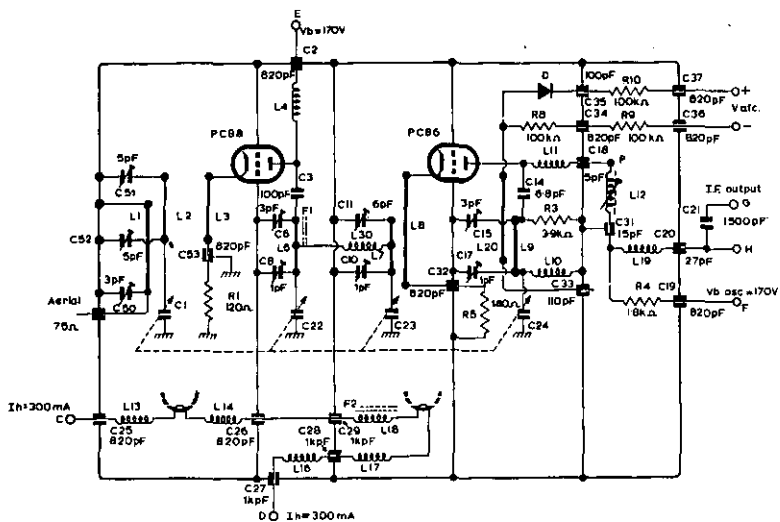 E
Vb=170V
C2
820pF
L4
PC88
C3
100pF
3pF
C6
F1
L6
C8
1pF
C22
5pF
C51
L1
L2
L3
C52
5pF
820pF
C53
3pF
C50
Aerial
75Ω
C1
R1
120Ω
C11
6pF
L30
L7
C10
1pF
C23
PC86
L8
3pF
C15
C17
1pF
C32
820pF
R5
180Ω
L20
L9
C14
6·8pF
R3
3·9kΩ
L10
C33
110pF
C24
D
100pF
C35
R10
100kΩ
C37
820pF
+
Vafc.
C34
R8
100kΩ
820pF
R9
100kΩ
C36
820pF
−
L11
C18
5pF
P
L12
C31
15pF
I.F. output
G
C21
1500pF
H
C20
27pF
L19
R4
1·8kΩ
C19
820pF
Vb osc=170V
F
Ih=300mA
C
C25
820pF
L13
L14
C26
820pF
C28
1kpF
C29
1kpF
F2
L18
L16
L17
C27
1kpF
D
Ih=300mA